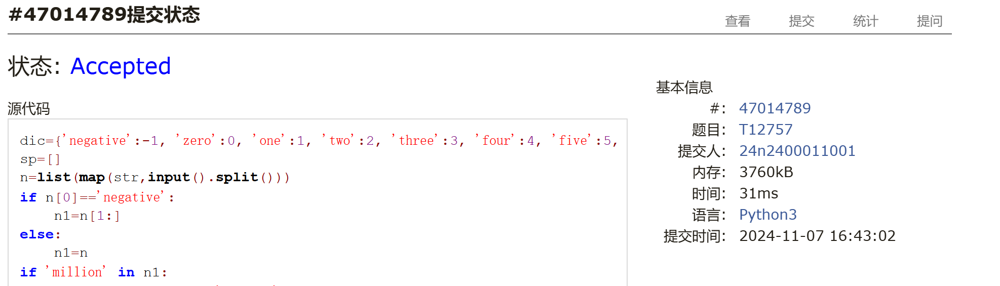 #47014789提交状态
查看 提交 统计 提问
状态: Accepted
源代码
dic={'negative':-1, 'zero':0, 'one':1, 'two':2, 'three':3, 'four':4, 'five':5,
sp=[]
n=list(map(str,input().split()))
if n[0]=='negative':
    n1=n[1:]
else:
    n1=n
if 'million' in n1:
基本信息
#: 47014789
题目: T12757
提交人: 24n2400011001
内存: 3760kB
时间: 31ms
语言: Python3
提交时间: 2024-11-07 16:43:02